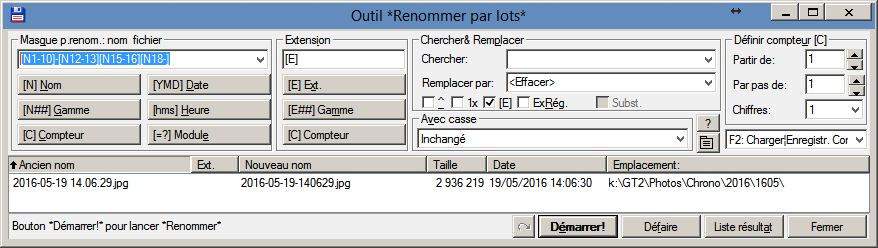 Outil *Renommer par lots*
Masque p.renom.: nom fichier
[N1-10]-[N12-13][N15-16][N18-]
[N] Nom
[YMD] Date
[N##] Gamme
[hms] Heure
[C] Compteur
[=?] Module
Extension
[E]
[E] Ext.
[E##] Gamme
[C] Compteur
Chercher& Remplacer
Chercher:
Remplacer par: <Effacer>
^ 1x [E] ExRég. Subst.
Avec casse
Inchangé
?
Définir compteur [C]
Partir de: 1
Par pas de: 1
Chiffres: 1
F2: Charger|Enregistr. Cor
Ancien nom Ext. Nouveau nom Taille Date Emplacement:
2016-05-19 14.06.29.jpg 2016-05-19-140629.jpg 2 936 219 19/05/2016 14:06:30 k:\GT2\Photos\Chrono\2016\1605\
Bouton *Démarrer!* pour lancer *Renommer*
Démarrer! Défaire Liste résultat Fermer